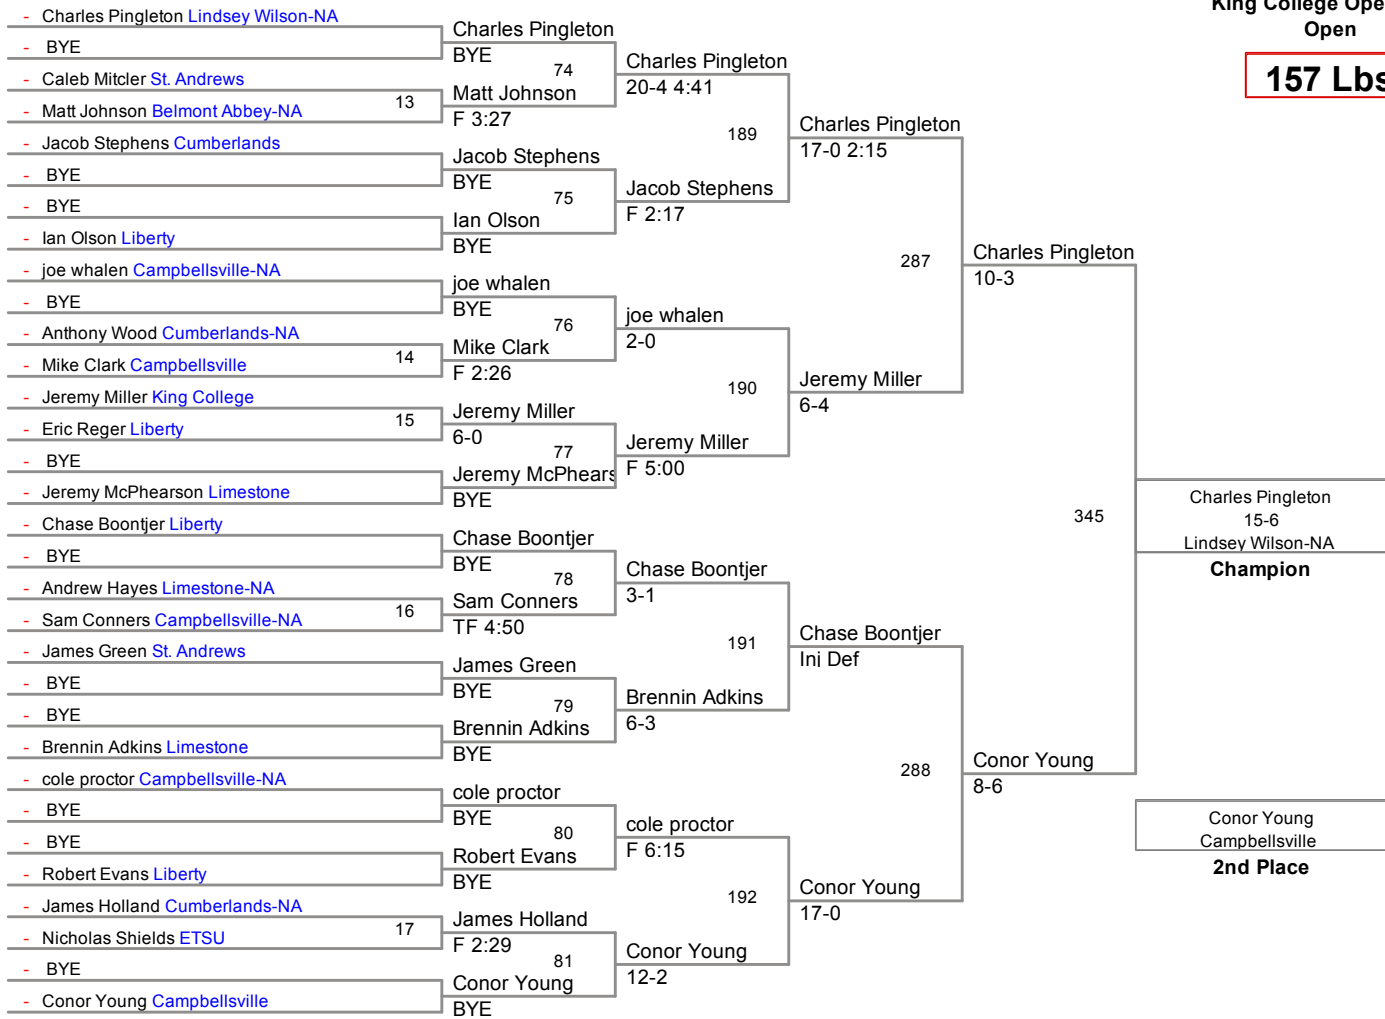 King College Ope
Open
157 Lbs
- Charles Pingleton Lindsey Wilson-NA
- BYE
- Caleb Mitcler St. Andrews
- Matt Johnson Belmont Abbey-NA
- Jacob Stephens Cumberlands
- BYE
- BYE
- Ian Olson Liberty
- joe whalen Campbellsville-NA
- BYE
- Anthony Wood Cumberlands-NA
- Mike Clark Campbellsville
- Jeremy Miller King College
- Eric Reger Liberty
- BYE
- Jeremy McPhearson Limestone
- Chase Boontjer Liberty
- BYE
- Andrew Hayes Limestone-NA
- Sam Conners Campbellsville-NA
- James Green St. Andrews
- BYE
- BYE
- Brennin Adkins Limestone
- cole proctor Campbellsville-NA
- BYE
- BYE
- Robert Evans Liberty
- James Holland Cumberlands-NA
- Nicholas Shields ETSU
- BYE
- Conor Young Campbellsville
13
14
15
16
17
Charles Pingleton
BYE
74
Matt Johnson
F 3:27
Jacob Stephens
BYE
75
Ian Olson
BYE
joe whalen
BYE
76
Mike Clark
F 2:26
Jeremy Miller
6-0
77
Jeremy McPhears
BYE
Chase Boontjer
BYE
78
Sam Conners
TF 4:50
James Green
BYE
79
Brennin Adkins
BYE
cole proctor
BYE
80
Robert Evans
BYE
James Holland
F 2:29
81
Conor Young
BYE
Charles Pingleton
20-4 4:41
189
Jacob Stephens
F 2:17
joe whalen
2-0
190
Jeremy Miller
F 5:00
Chase Boontjer
3-1
191
Brennin Adkins
6-3
cole proctor
F 6:15
192
Conor Young
12-2
Charles Pingleton
17-0 2:15
287
Jeremy Miller
6-4
Chase Boontjer
Inj Def
288
Conor Young
17-0
Charles Pingleton
10-3
345
Conor Young
8-6
Charles Pingleton
15-6
Lindsey Wilson-NA
Champion
Conor Young
Campbellsville
2nd Place